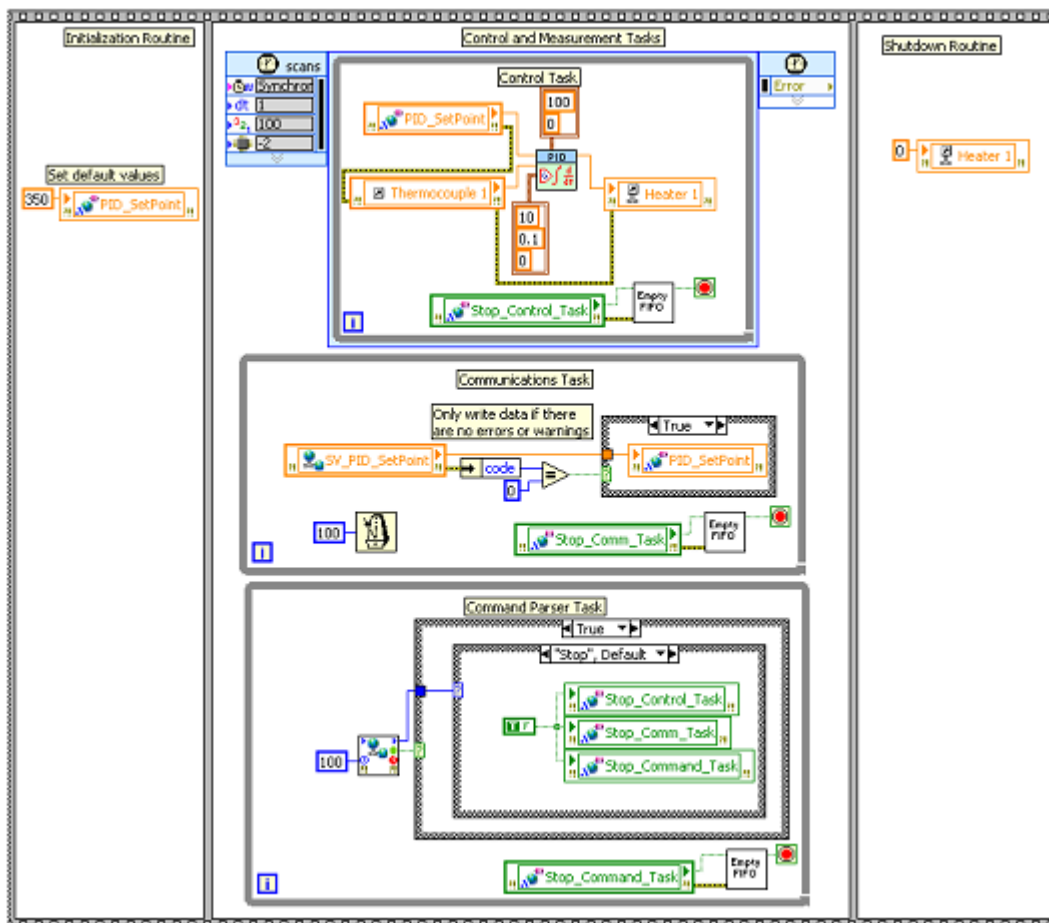 Initialization Routine
Set default values
350
PID_SetPoint
Control and Measurement Tasks
scans
Synchron
dt
1
100
-2
Error
Control Task
100
0
PID_SetPoint
PID
Thermocouple 1
Heater 1
10
0.1
0
Stop_Control_Task
Empty
FIFO
i
Communications Task
Only write data if there
are no errors or warnings
True
SV_PID_SetPoint
code
=
0
PID_SetPoint
?
100
Stop_Comm_Task
Empty
FIFO
i
Command Parser Task
True
"Stop", Default
?
Stop_Control_Task
T F
Stop_Comm_Task
Stop_Command_Task
?
100
Stop_Command_Task
Empty
FIFO
i
Shutdown Routine
0
Heater 1